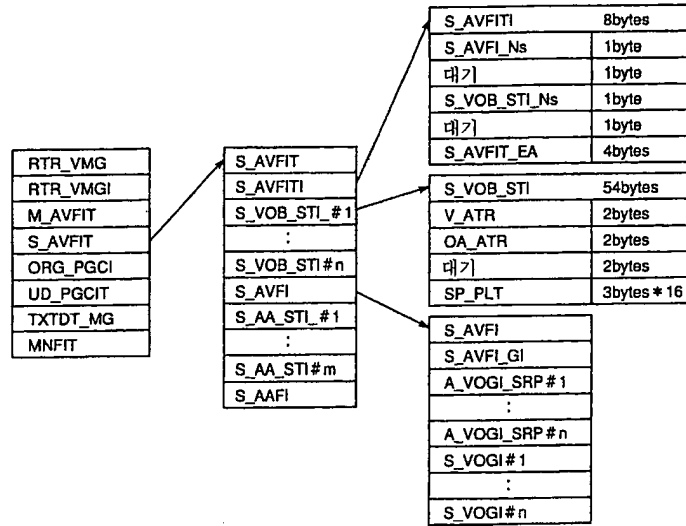 RTR_VMG
RTR_VMGI
M_AVFIT
S_AVFIT
ORG_PGCI
UD_PGCIT
TXTDT_MG
MNFIT
S_AVFIT
S_AVFITI
S_VOB_STI_#1
:
S_VOB_STI#n
S_AVFI
S_AA_STI_#1
:
S_AA_STI#m
S_AAFI
S_AVFITI 8bytes
S_AVFI_Ns 1byte
대기 1byte
S_VOB_STI_Ns 1byte
대기 1byte
S_AVFIT_EA 4bytes
S_VOB_STI 54bytes
V_ATR 2bytes
OA_ATR 2bytes
대기 2bytes
SP_PLT 3bytes*16
S_AVFI
S_AVFI_GI
A_VOGI_SRP#1
:
A_VOGI_SRP#n
S_VOGI#1
:
S_VOGI#n